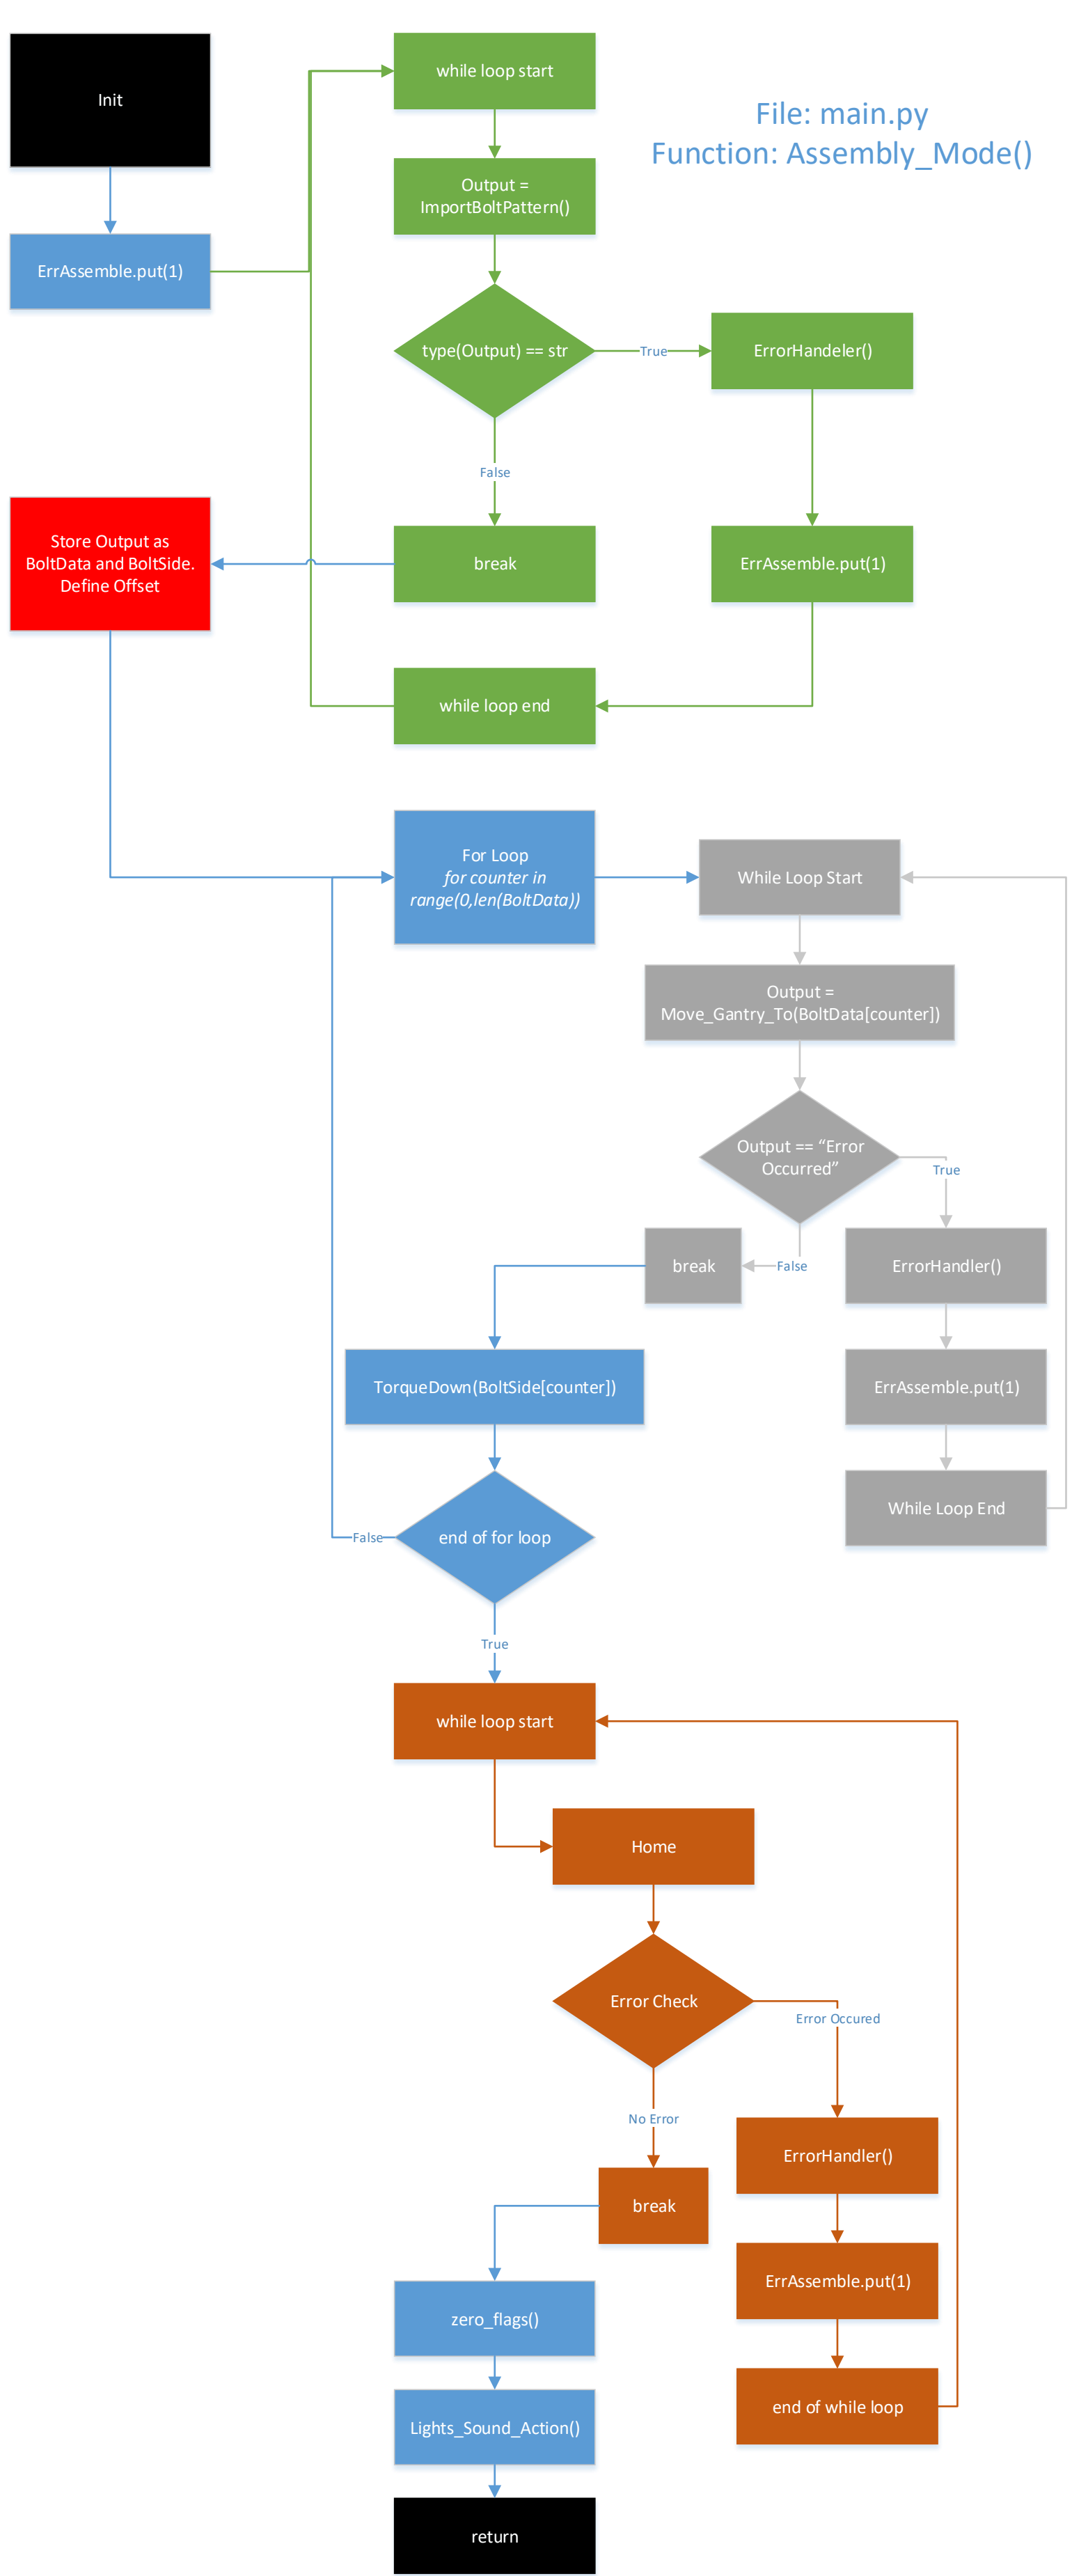 Init
while loop start
File: main.py
Function: Assembly_Mode()
Output =
ImportBoltPattern()
ErrAssemble.put(1)
type(Output) == str
True
ErrorHandeler()
False
Store Output as
BoltData and BoltSide.
Define Offset
break
ErrAssemble.put(1)
while loop end
For Loop
for counter in
range(0,len(BoltData))
While Loop Start
Output =
Move_Gantry_To(BoltData[counter])
Output == “Error
Occurred”
True
break
False
ErrorHandler()
TorqueDown(BoltSide[counter])
ErrAssemble.put(1)
While Loop End
False
end of for loop
True
while loop start
Home
Error Check
Error Occured
No Error
ErrorHandler()
break
ErrAssemble.put(1)
zero_flags()
end of while loop
Lights_Sound_Action()
return